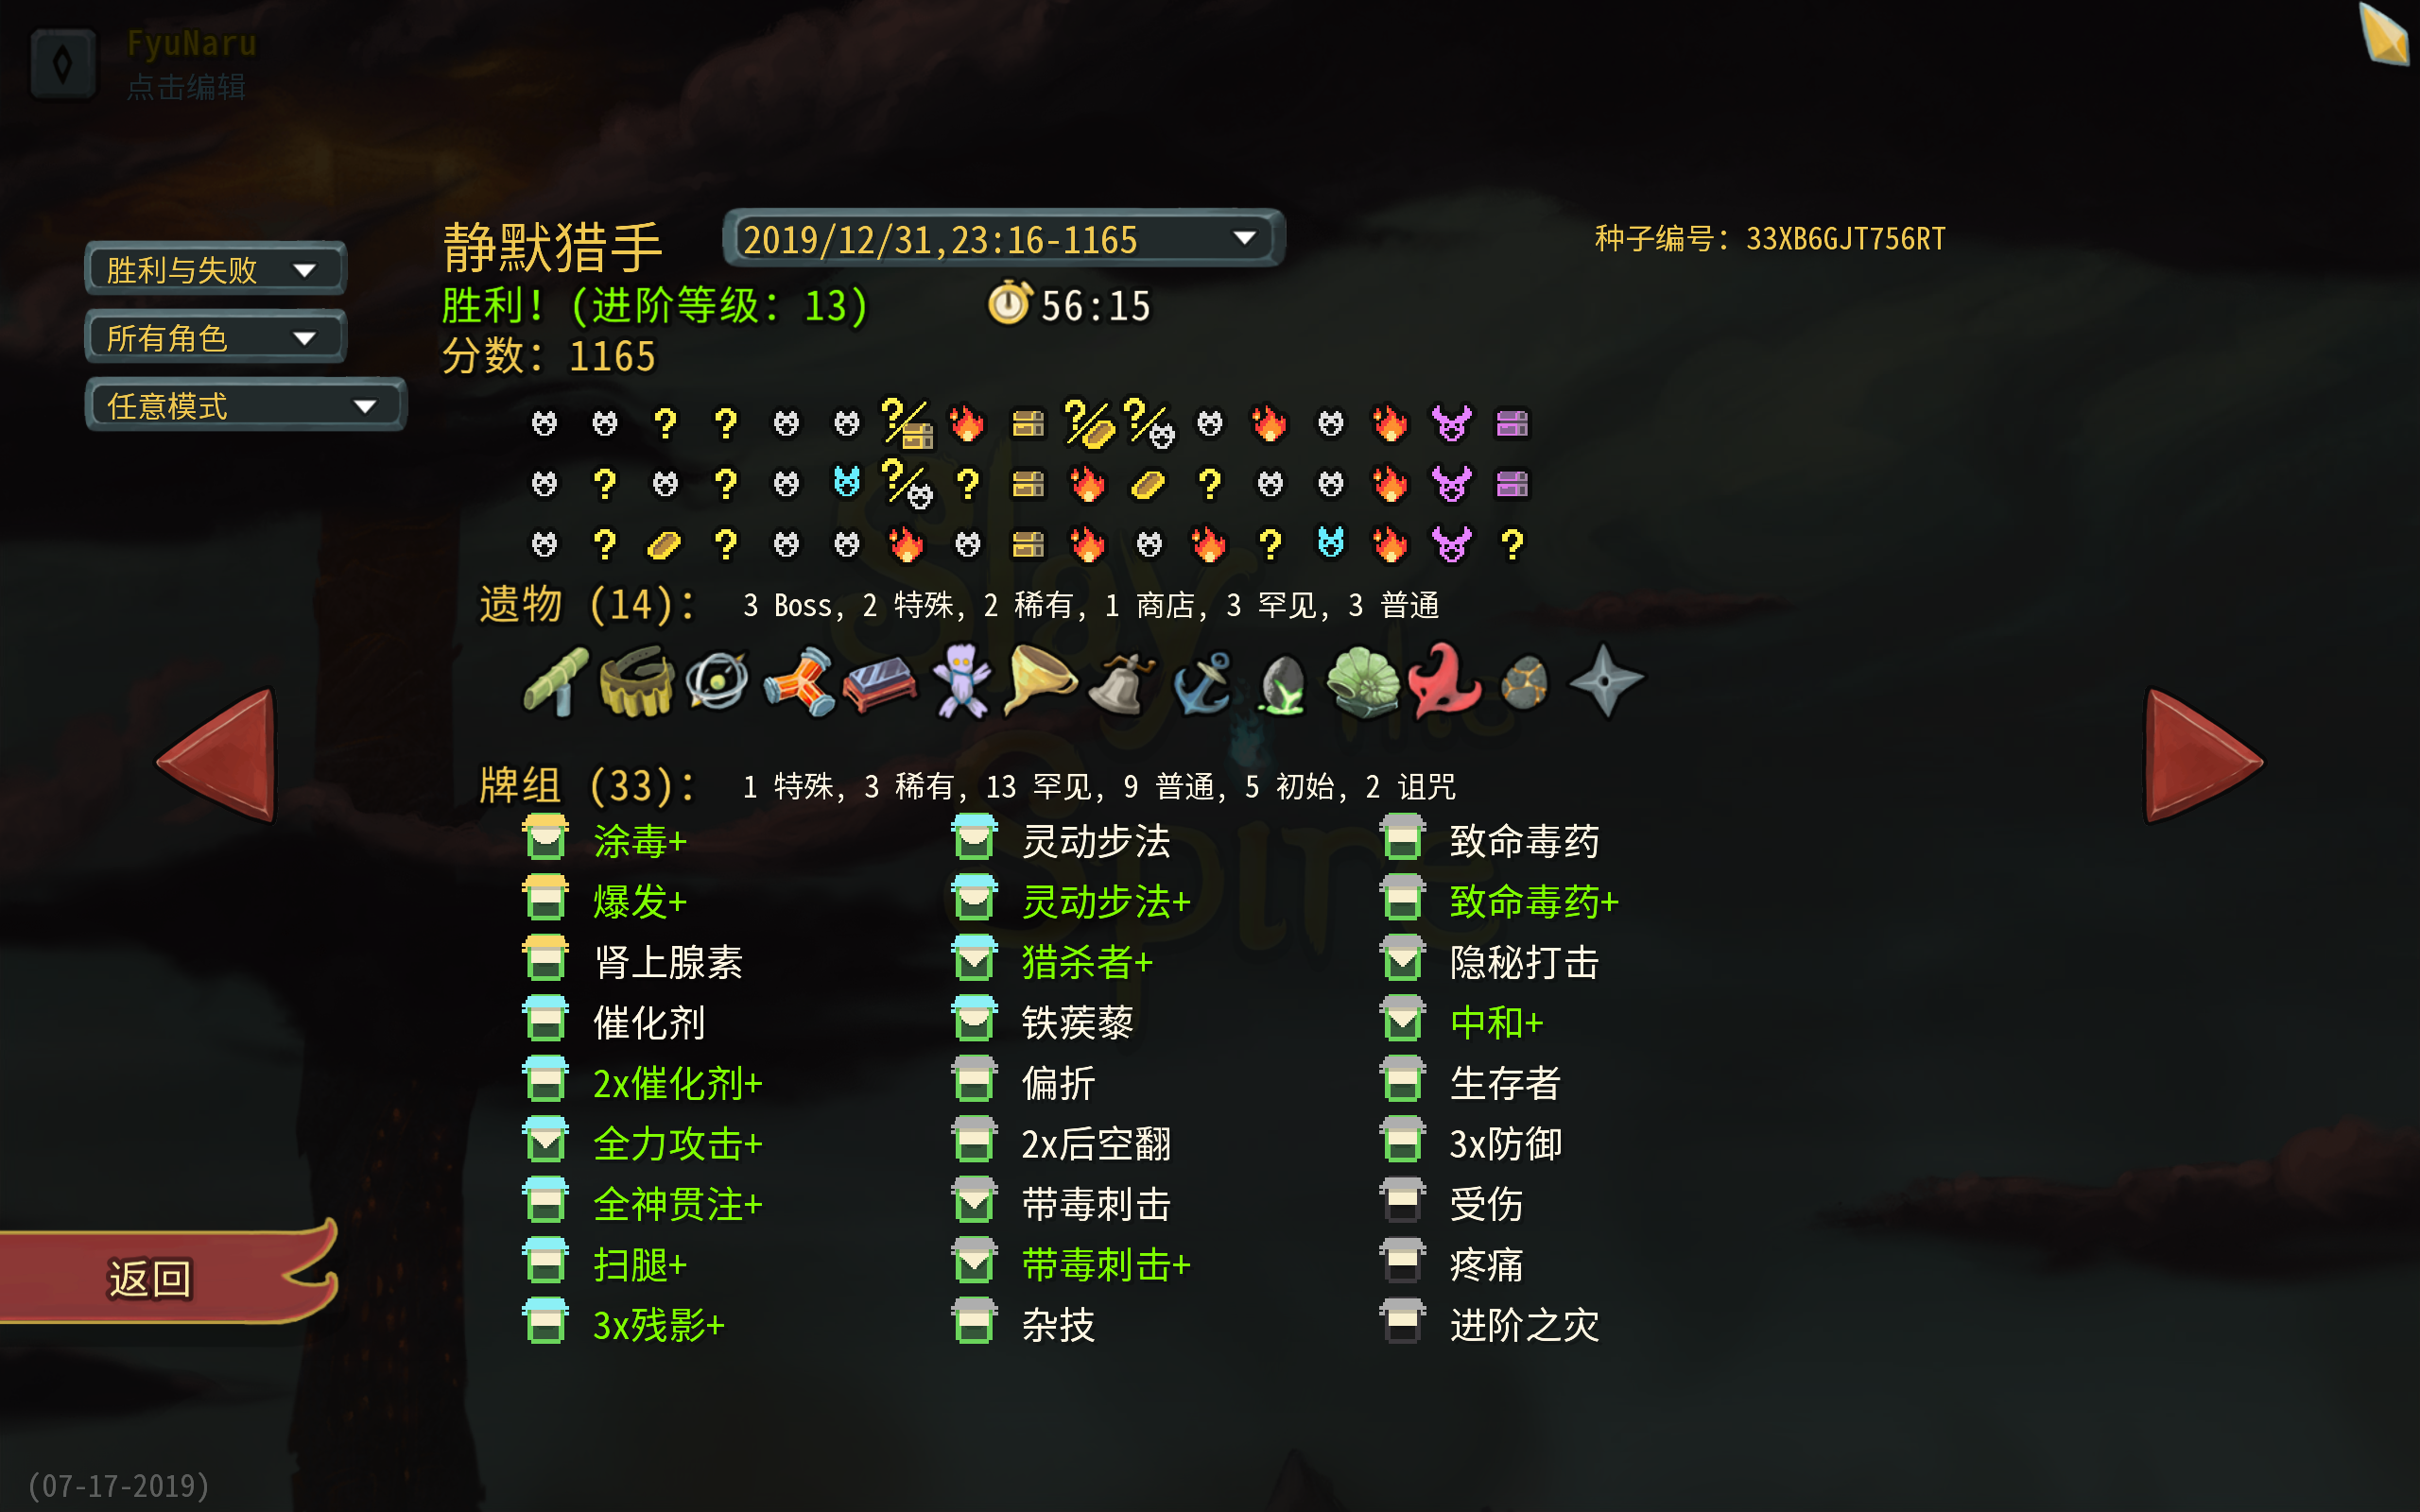 FyuNaru
点击编辑
静默猎手
2019/12/31,23:16-1165
种子编号: 33XB6GJT756RT
胜利与失败
所有角色
任意模式
胜利! (进阶等级: 13)
56:15
分数: 1165
遗物 (14):
3 Boss, 2 特殊, 2 稀有, 1 商店, 3 罕见, 3 普通
牌组 (33):
1 特殊, 3 稀有, 13 罕见, 9 普通, 5 初始, 2 诅咒
涂毒+
爆发+
肾上腺素
催化剂
2x催化剂+
全力攻击+
全神贯注+
扫腿+
3x残影+
灵动步法
灵动步法+
猎杀者+
铁蒺藜
偏折
2x后空翻
带毒刺击
带毒刺击+
杂技
致命毒药
致命毒药+
隐秘打击
中和+
生存者
3x防御
受伤
疼痛
进阶之灾
返回
Slay
The
Spire
(07-17-2019)